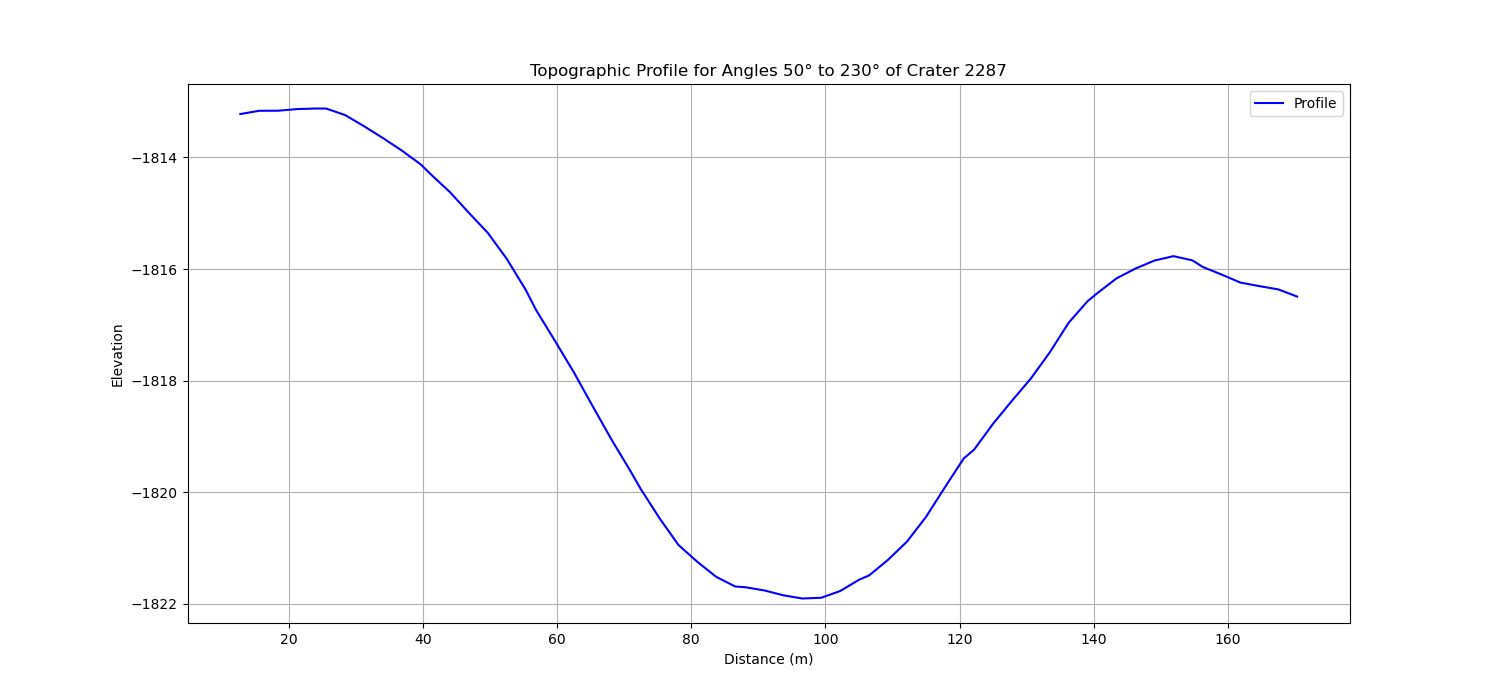 Topographic Profile for Angles 50° to 230° of Crater 2287
Profile
−1814
−1816
−1818
−1820
−1822
Elevation
20 40 60 80 100 120 140 160
Distance (m)